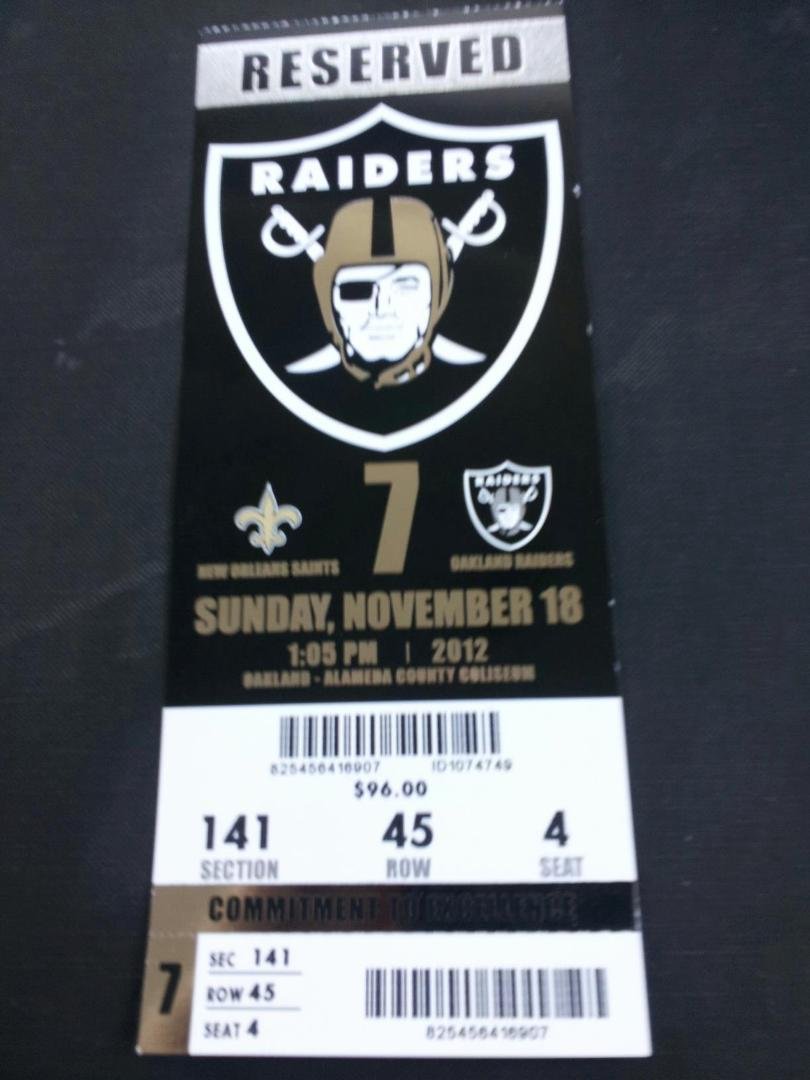 RESERVED
RAIDERS
7
RAIDERS
NEW ORLEANS SAINTS
OAKLAND RAIDERS
SUNDAY, NOVEMBER 18
1:05 PM | 2012
OAKLAND - ALAMEDA COUNTY COLISEUM
825456416907 ID1074749
$96.00
141 45 4
SECTION ROW SEAT
COMMITMENT TO EXCELLENCE
7
SEC 141
ROW 45
SEAT 4
825456416907